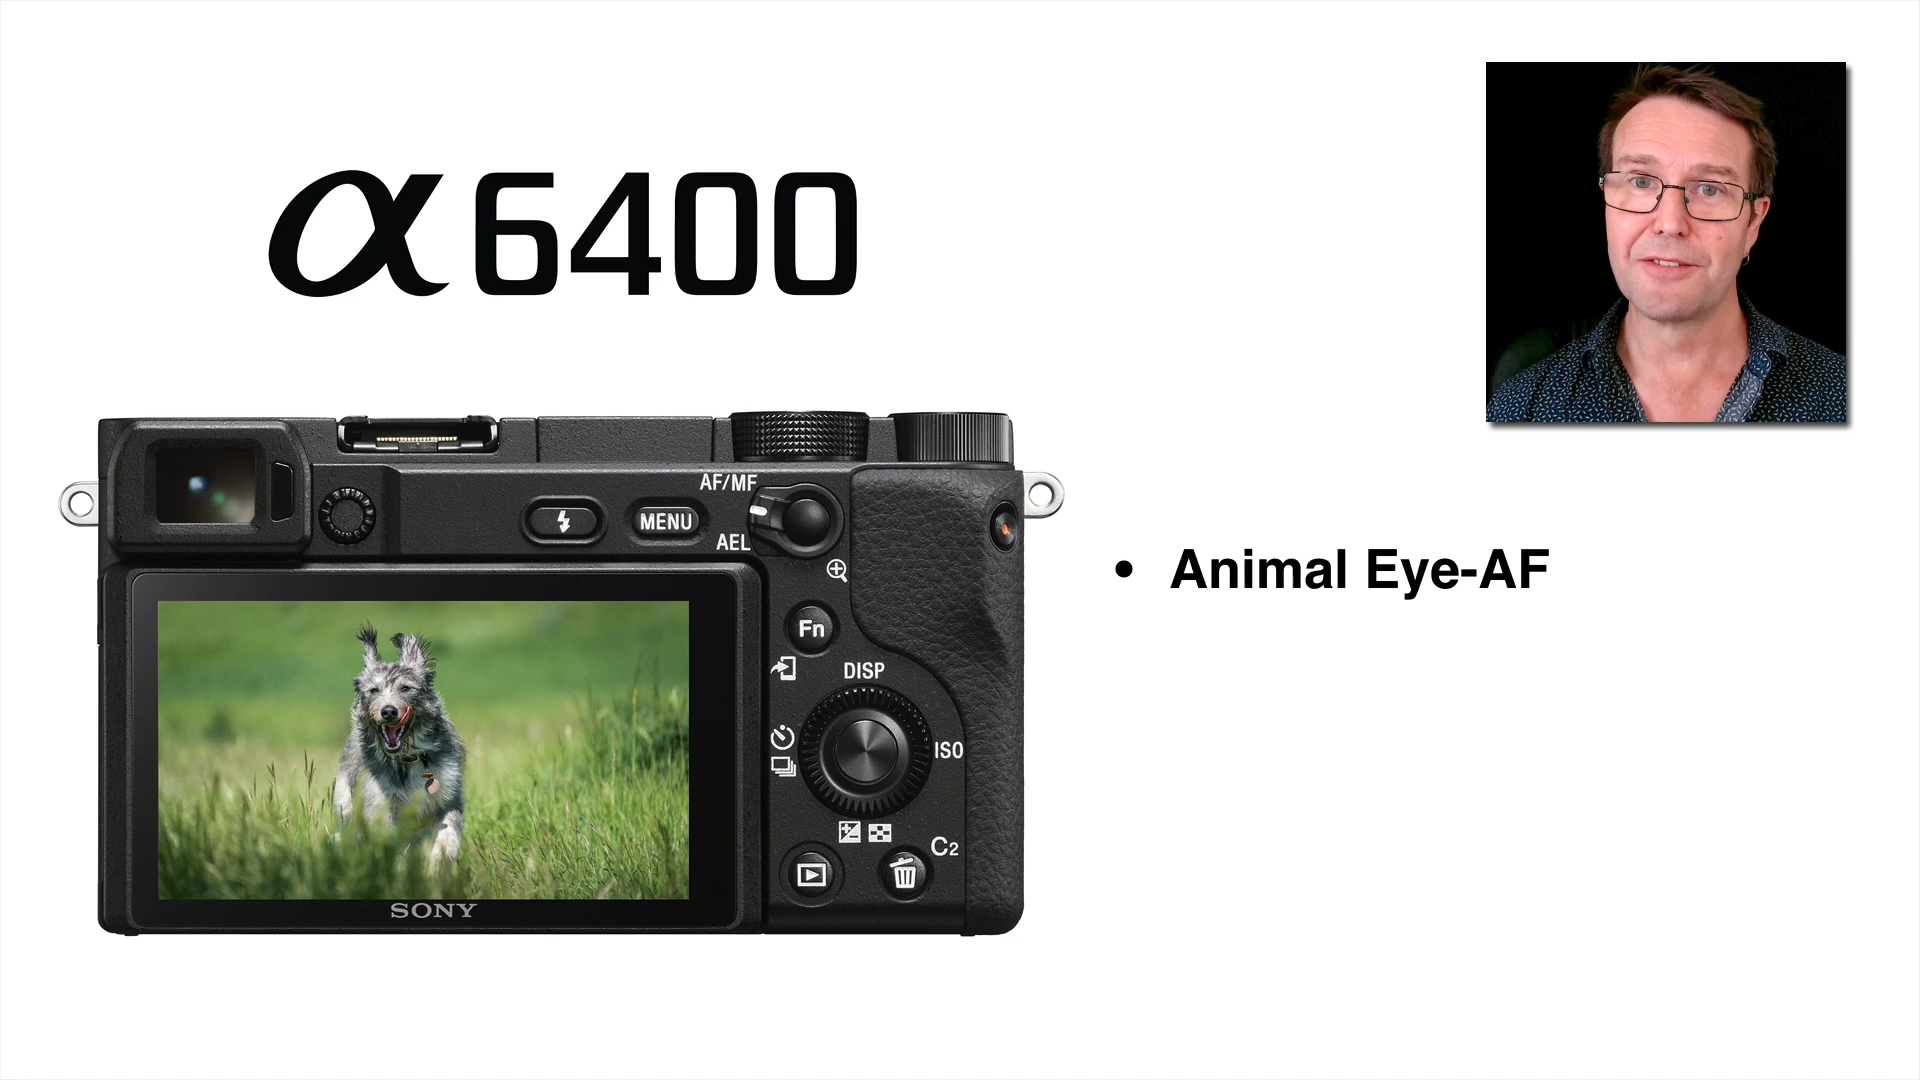 α6400
AF/MF
MENU
AEL
Fn
DISP
ISO
C2
SONY
• Animal Eye-AF